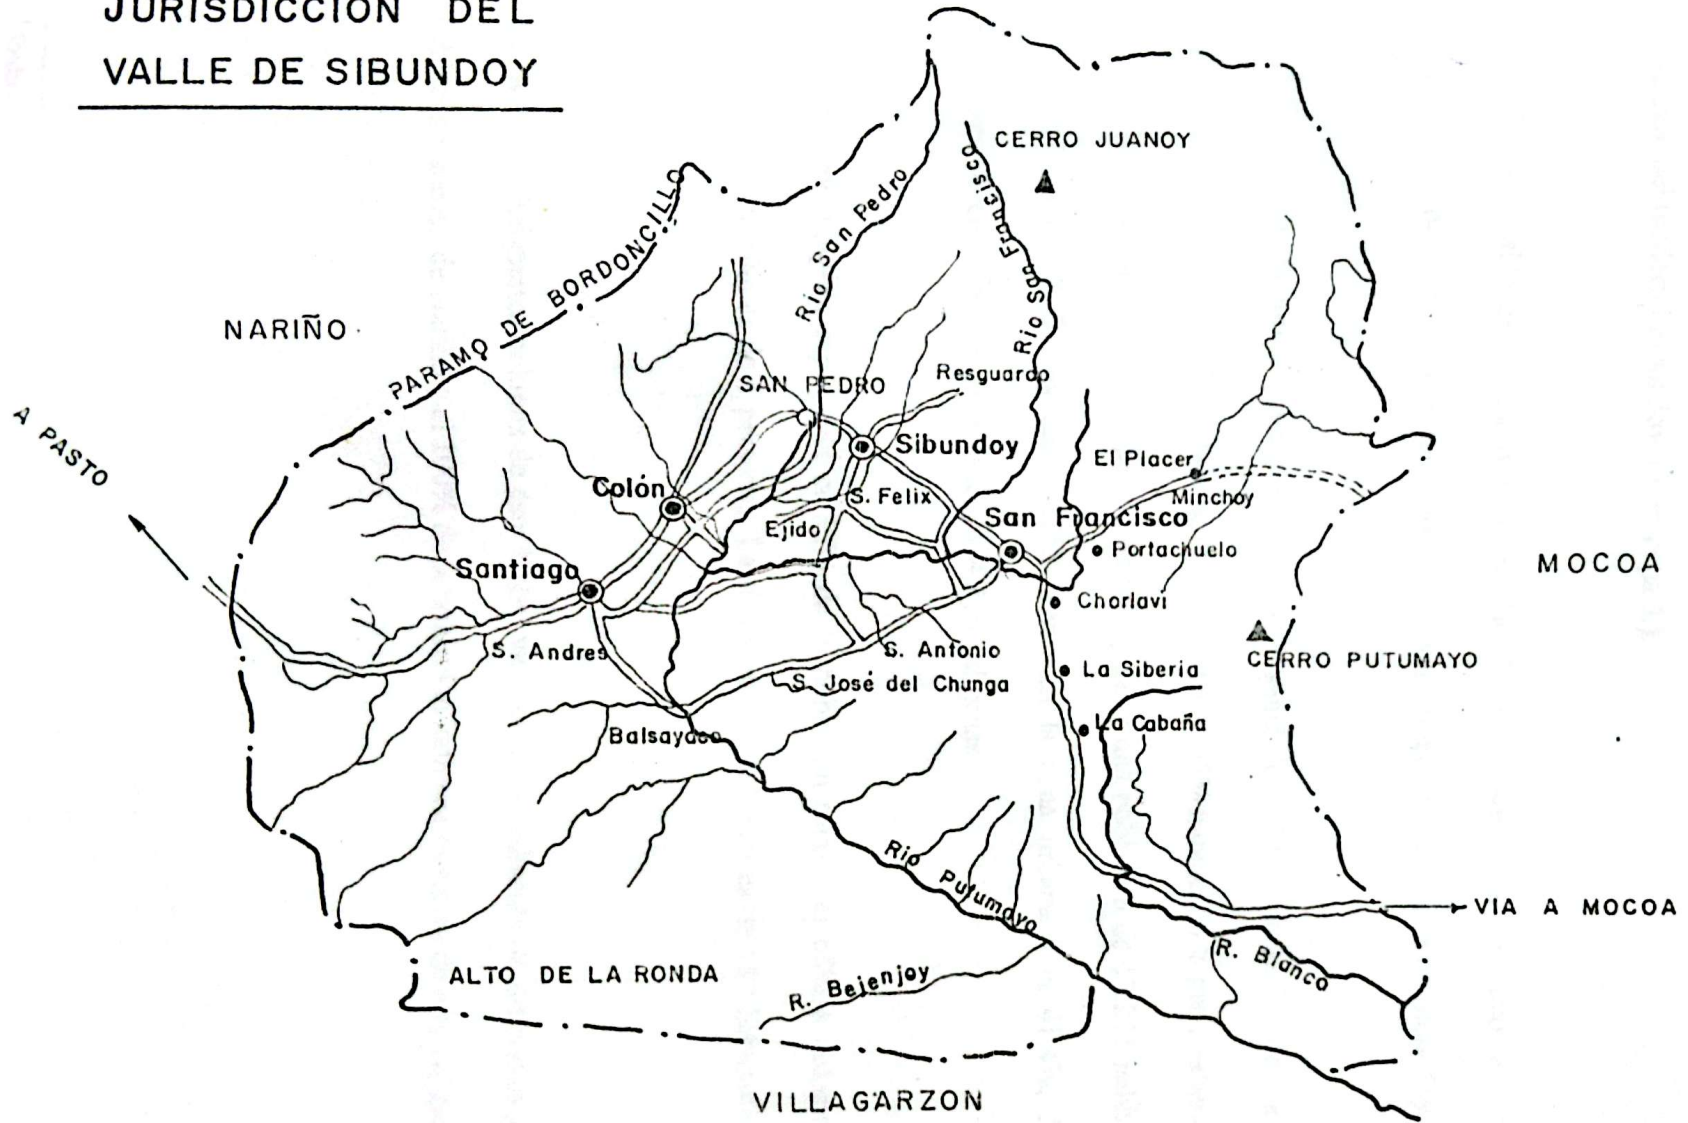 JURISDICCION DEL
VALLE DE SIBUNDOY
CERRO JUANOY
Rio San Pedro
Rio San Francisco
PARAMO DE BORDONCILLO
NARIÑO
A PASTO
SAN PEDRO
Resguardo
Sibundoy
El Placer
Minchoy
Colón
S. Felix
San Francisco
Ejido
Portachuelo
MOCOA
Santiago
Chorlavi
S. Andres
S. Antonio
CERRO PUTUMAYO
La Siberia
S. José del Chunga
La Cabaña
Balsayaco
Rio Putumayo
VIA A MOCOA
R. Blanco
ALTO DE LA RONDA
R. Bejenjoy
VILLAGARZON